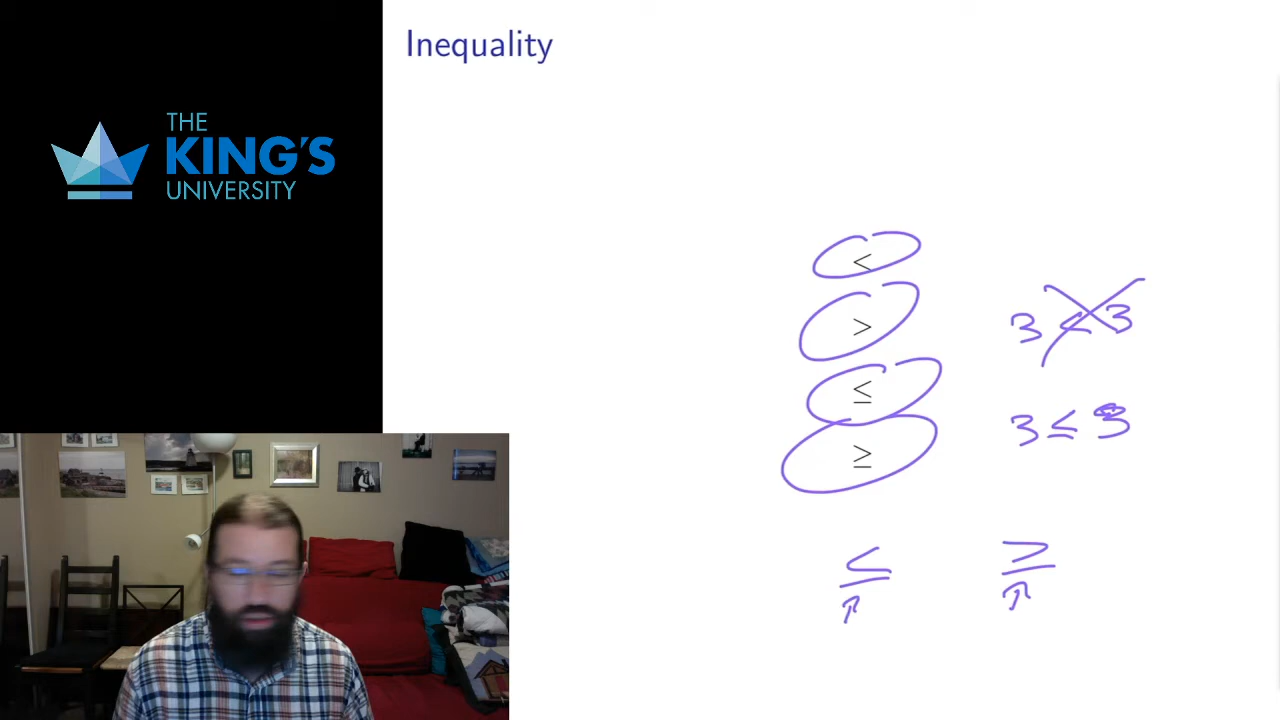 THE
KING'S
UNIVERSITY
Inequality
<
>
≤
≥
3 < 3
3 ≤ 3
≤ ≥
↑ ↑